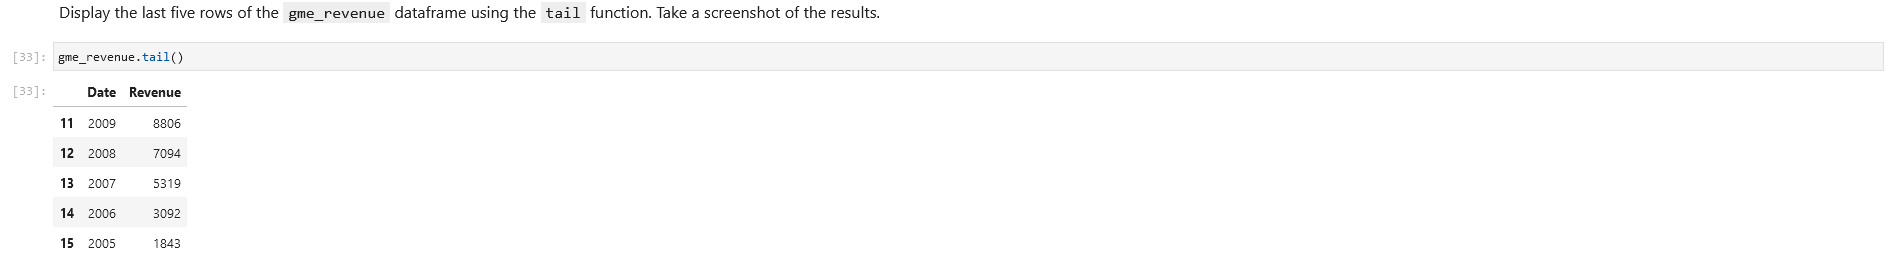 Display the last five rows of the gme_revenue dataframe using the tail function. Take a screenshot of the results.
[33]: gme_revenue.tail()
[33]: Date Revenue
11 2009 8806
12 2008 7094
13 2007 5319
14 2006 3092
15 2005 1843